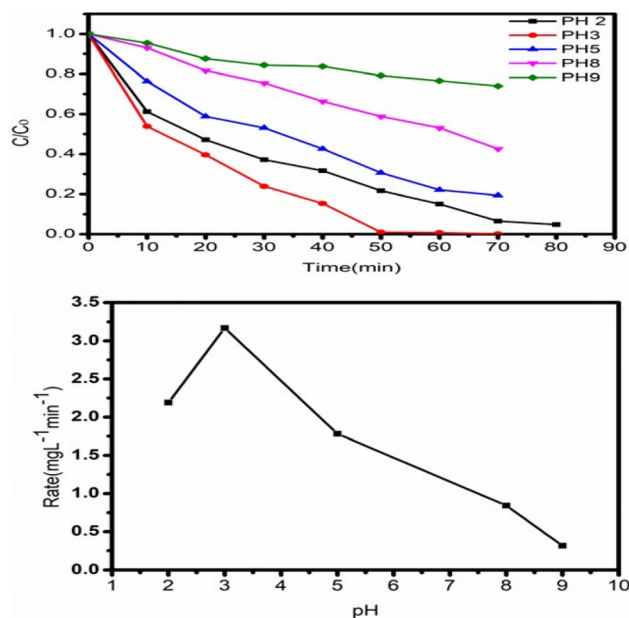 PH 2
PH3
PH5
PH8
PH9
1.0
0.8
0.6
0.4
0.2
0.0
C/C₀
0 10 20 30 40 50 60 70 80 90
Time(min)
3.5
3.0
2.5
2.0
1.5
1.0
0.5
0.0
Rate(mgL⁻¹min⁻¹)
1 2 3 4 5 6 7 8 9 10
pH